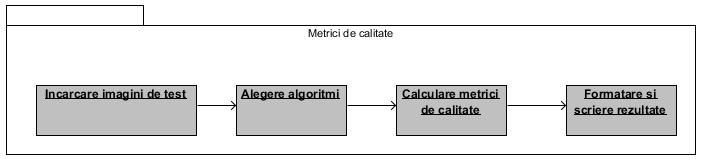 Metrici de calitate
Incarcare imagini de test
Alegere algoritmi
Calculare metrici
de calitate
Formatare si
scriere rezultate